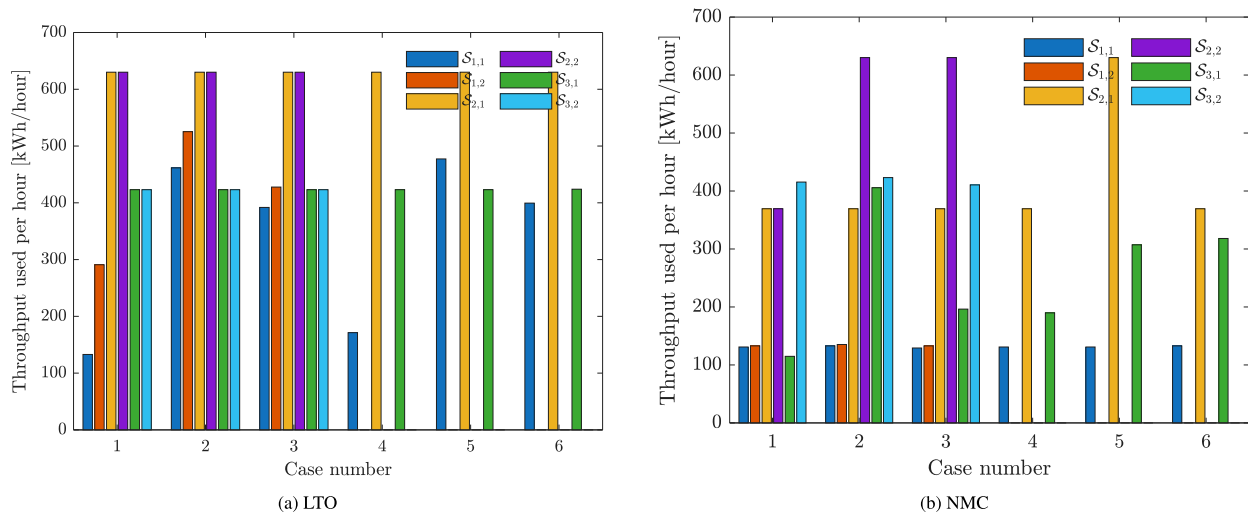 Throughput used per hour [kWh/hour]
700
600
500
400
300
200
100
0
S1,1 S2,2
S1,2 S3,1
S2,1 S3,2
1 2 3 4 5 6
Case number
(a) LTO
Throughput used per hour [kWh/hour]
700
600
500
400
300
200
100
0
S1,1 S2,2
S1,2 S3,1
S2,1 S3,2
1 2 3 4 5 6
Case number
(b) NMC